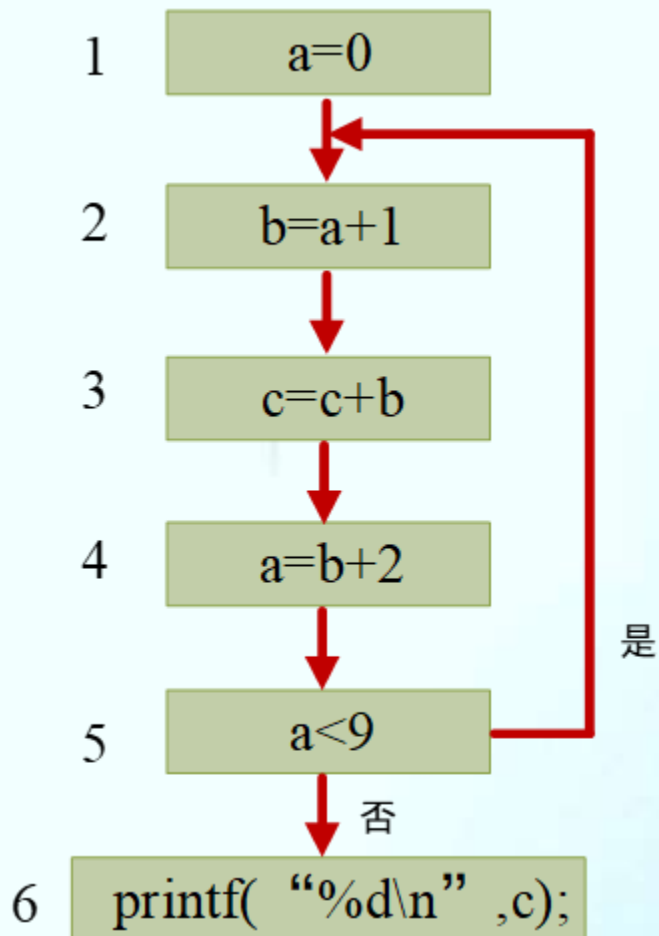 1 a=0
2 b=a+1
3 c=c+b
4 a=b+2
是
5 a<9
否
6 printf( “%d\n” ,c);